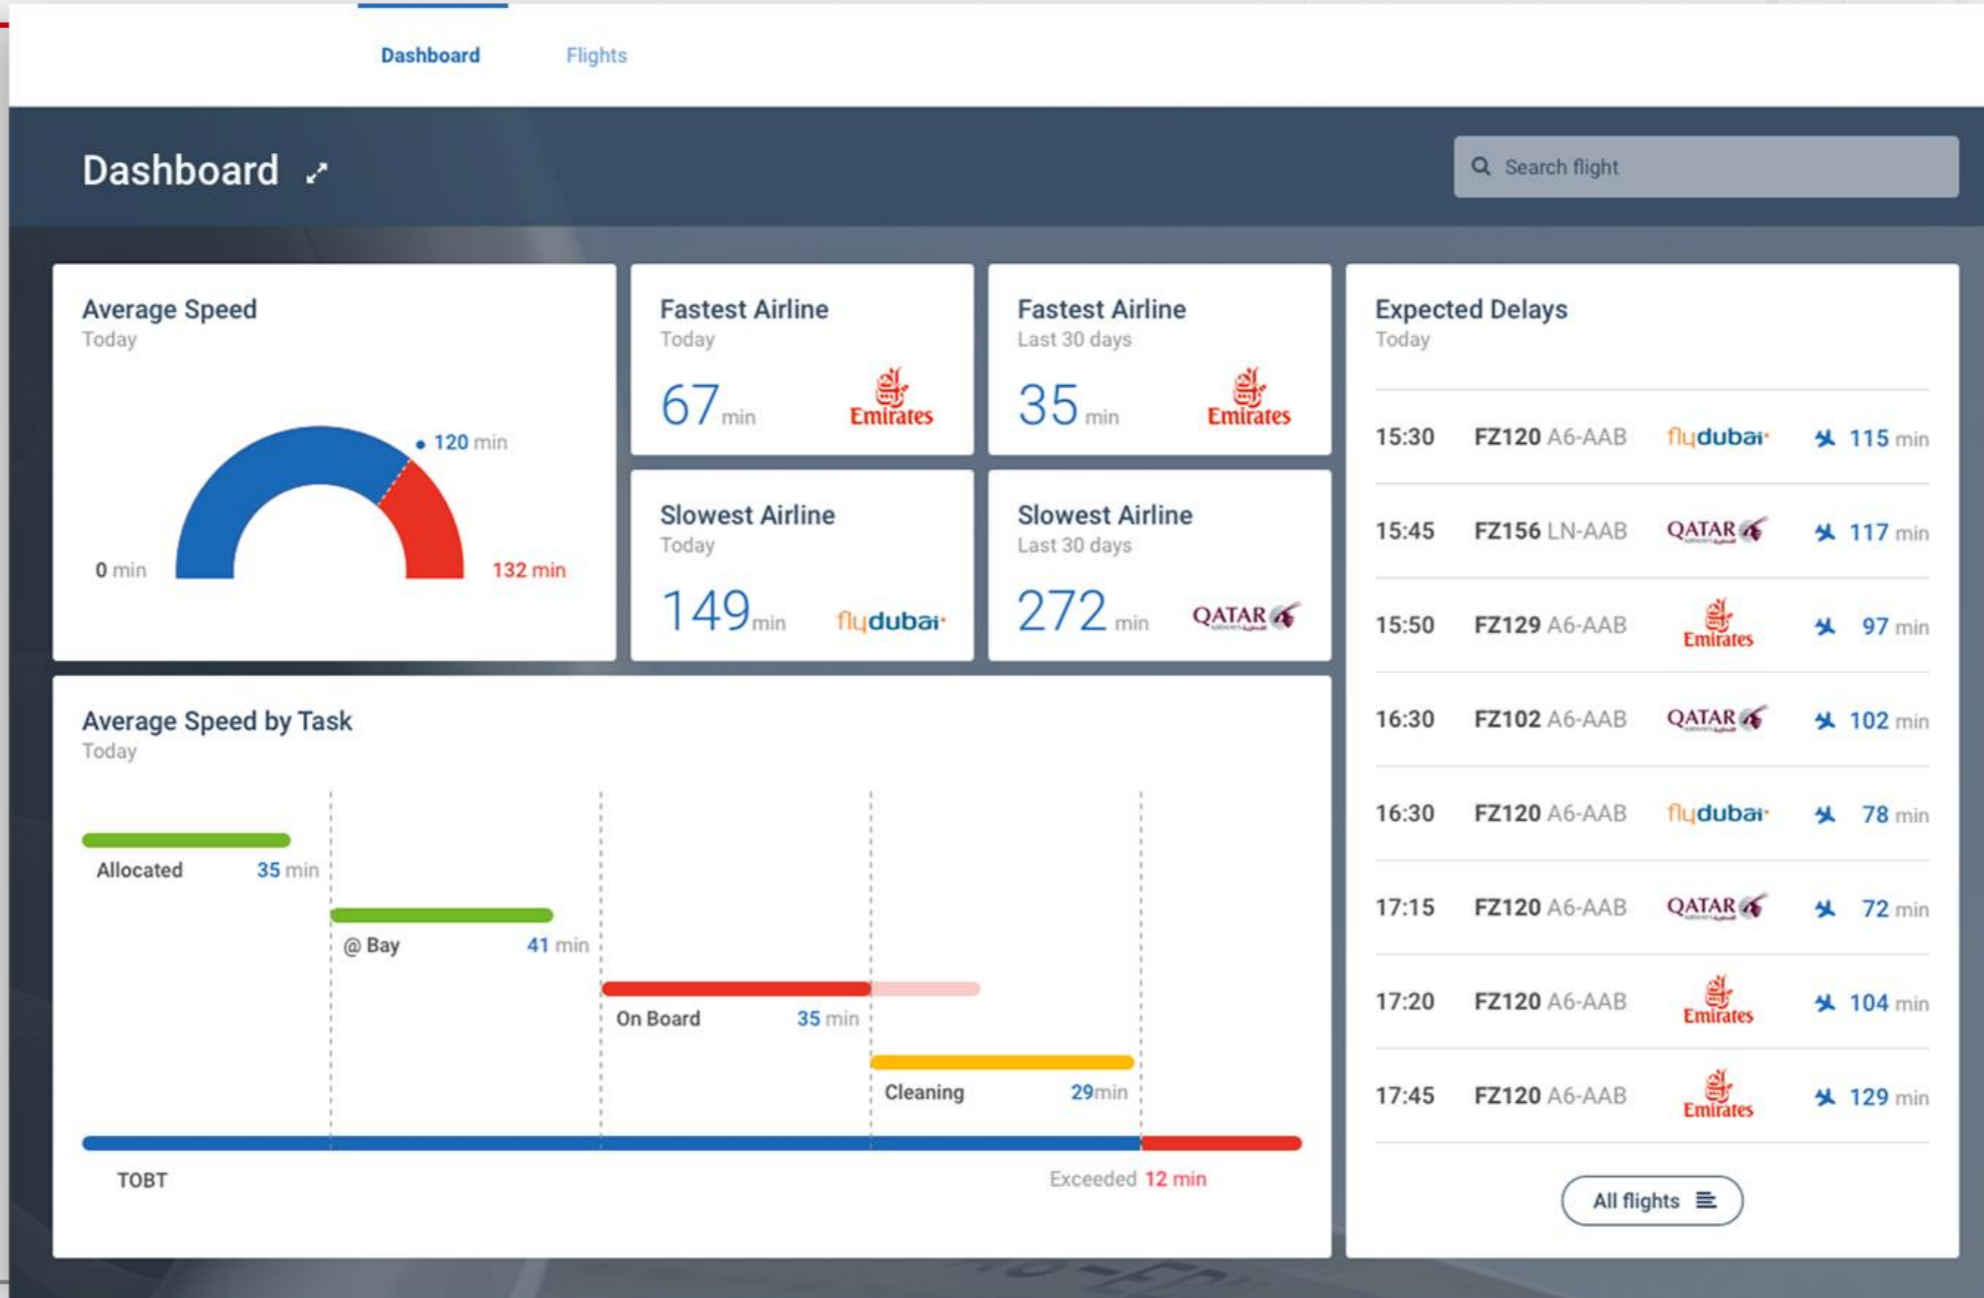 Dashboard Flights
Dashboard
Search flight
Average Speed
Today
120 min
0 min
132 min
Fastest Airline
Today
67 min
Emirates
Fastest Airline
Last 30 days
35 min
Emirates
Slowest Airline
Today
149 min
flydubai
Slowest Airline
Last 30 days
272 min
QATAR
Average Speed by Task
Today
Allocated 35 min
@ Bay 41 min
On Board 35 min
Cleaning 29min
TOBT
Exceeded 12 min
Expected Delays
Today
15:30 FZ120 A6-AAB flydubai 115 min
15:45 FZ156 LN-AAB QATAR 117 min
15:50 FZ129 A6-AAB Emirates 97 min
16:30 FZ102 A6-AAB QATAR 102 min
16:30 FZ120 A6-AAB flydubai 78 min
17:15 FZ120 A6-AAB QATAR 72 min
17:20 FZ120 A6-AAB Emirates 104 min
17:45 FZ120 A6-AAB Emirates 129 min
All flights